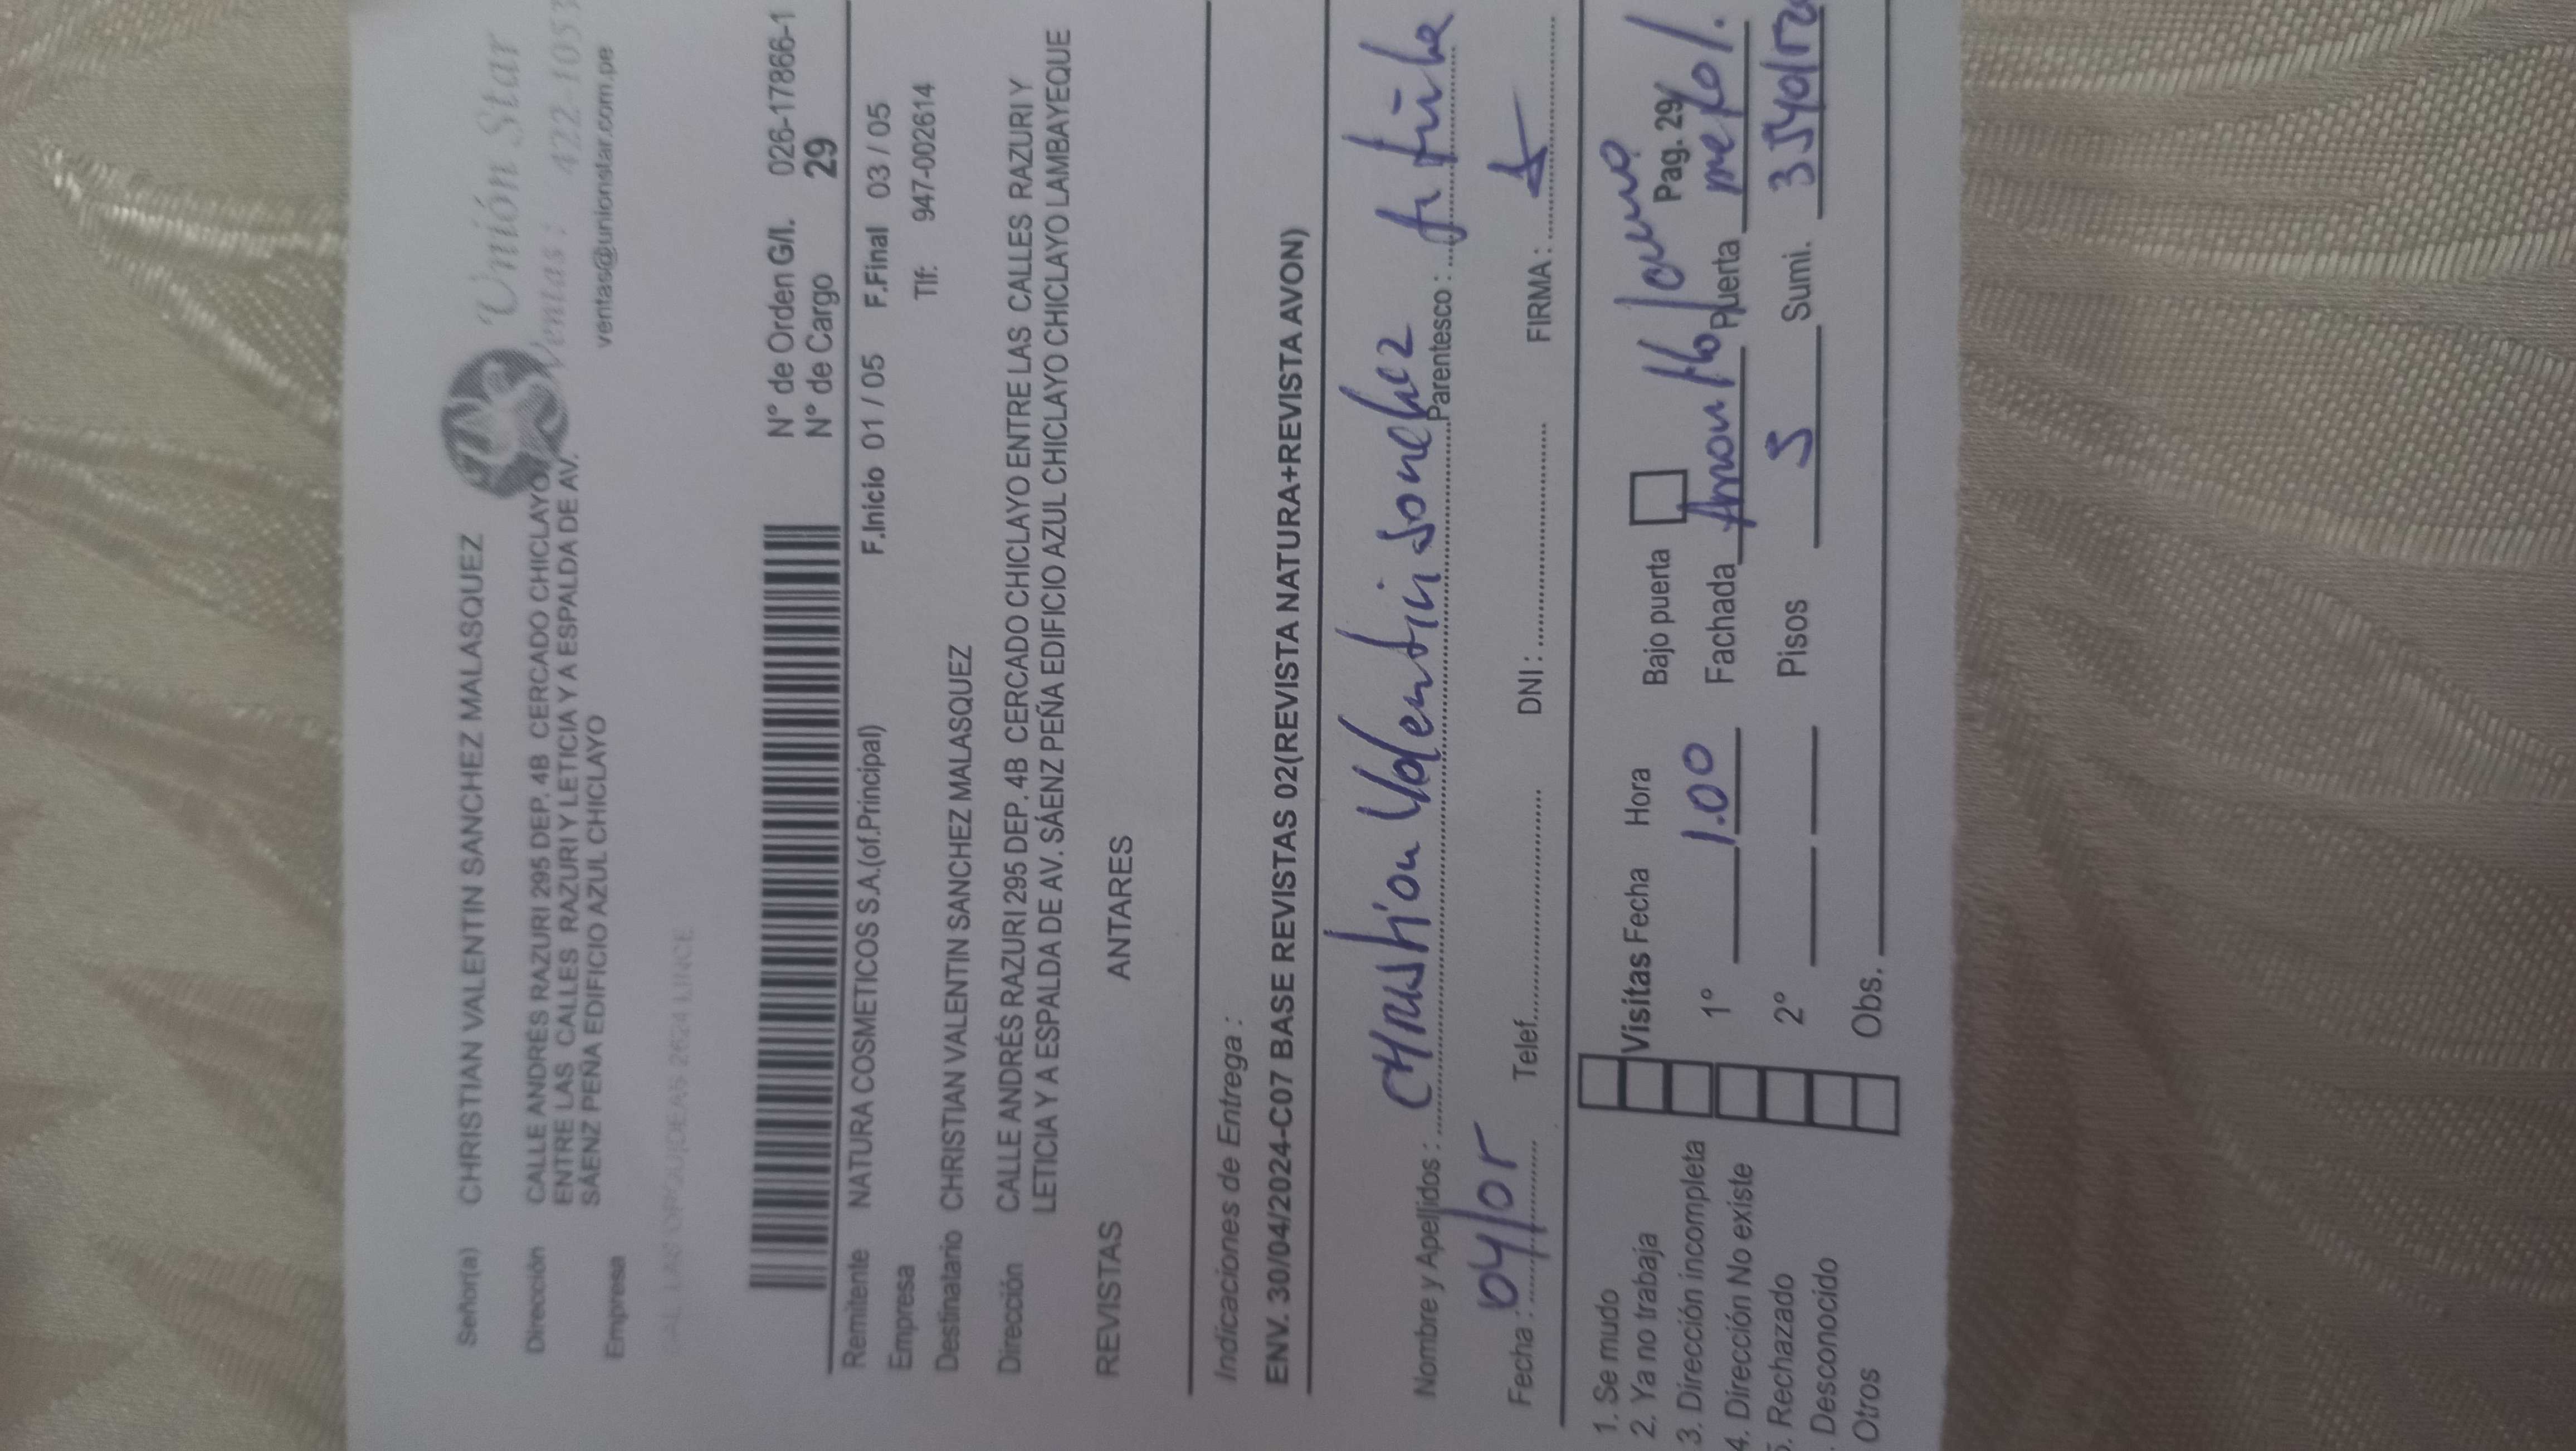 Unión Star
Ventas : 422-105
ventas@unionstar.com.pe
Señor(a) CHRISTIAN VALENTIN SANCHEZ MALASQUEZ
Dirección CALLE ANDRÉS RAZURI 295 DEP. 4B CERCADO CHICLAYO
ENTRE LAS CALLES RAZURI Y LETICIA Y A ESPALDA DE AV.
SÁENZ PEÑA EDIFICIO AZUL CHICLAYO
Empresa
N° de Orden G/I. 026-17866-1
N° de Cargo 29
Remitente NATURA COSMETICOS S.A.(of.Principal) F.Inicio 01 / 05 F.Final 03 / 05
Empresa Tlf: 947-002614
Destinatario CHRISTIAN VALENTIN SANCHEZ MALASQUEZ
Dirección CALLE ANDRÉS RAZURI 295 DEP. 4B CERCADO CHICLAYO ENTRE LAS CALLES RAZURI Y
LETICIA Y A ESPALDA DE AV. SÁENZ PEÑA EDIFICIO AZUL CHICLAYO CHICLAYO LAMBAYEQUE
REVISTAS ANTARES
Indicaciones de Entrega :
ENV. 30/04/2024-C07 BASE REVISTAS 02(REVISTA NATURA+REVISTA AVON)
Nombre y Apellidos : CHRistian Valentin Sanchez Parentesco :
Fecha : 04/05 Telef. DNI : FIRMA :
1. Se mudo
2. Ya no trabaja
3. Dirección incompleta
4. Dirección No existe
5. Rechazado
Desconocido
Otros
Visitas Fecha Hora Bajo puerta Pag. 29
1° 1.00 Fachada Puerta
2° Pisos 5 Sumi.
Obs.